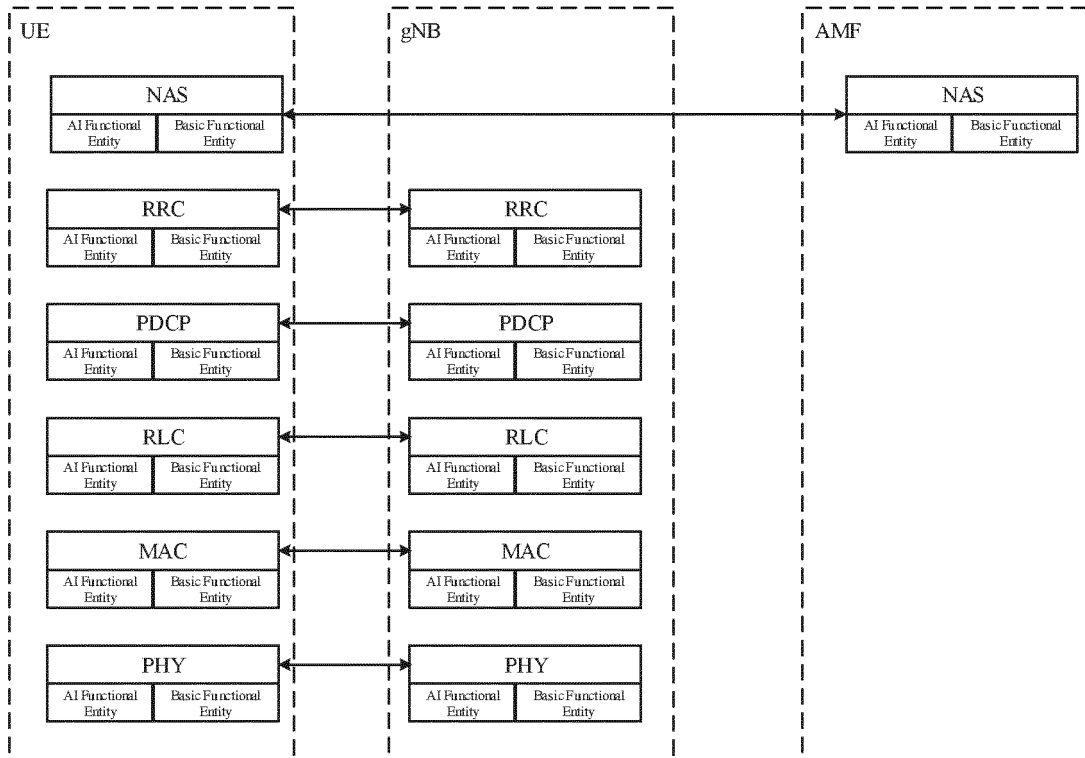 UE
gNB
AMF
NAS
AI Functional
Entity
Basic Functional
Entity
NAS
AI Functional
Entity
Basic Functional
Entity
RRC
AI Functional
Entity
Basic Functional
Entity
RRC
AI Functional
Entity
Basic Functional
Entity
PDCP
AI Functional
Entity
Basic Functional
Entity
PDCP
AI Functional
Entity
Basic Functional
Entity
RLC
AI Functional
Entity
Basic Functional
Entity
RLC
AI Functional
Entity
Basic Functional
Entity
MAC
AI Functional
Entity
Basic Functional
Entity
MAC
AI Functional
Entity
Basic Functional
Entity
PHY
AI Functional
Entity
Basic Functional
Entity
PHY
AI Functional
Entity
Basic Functional
Entity